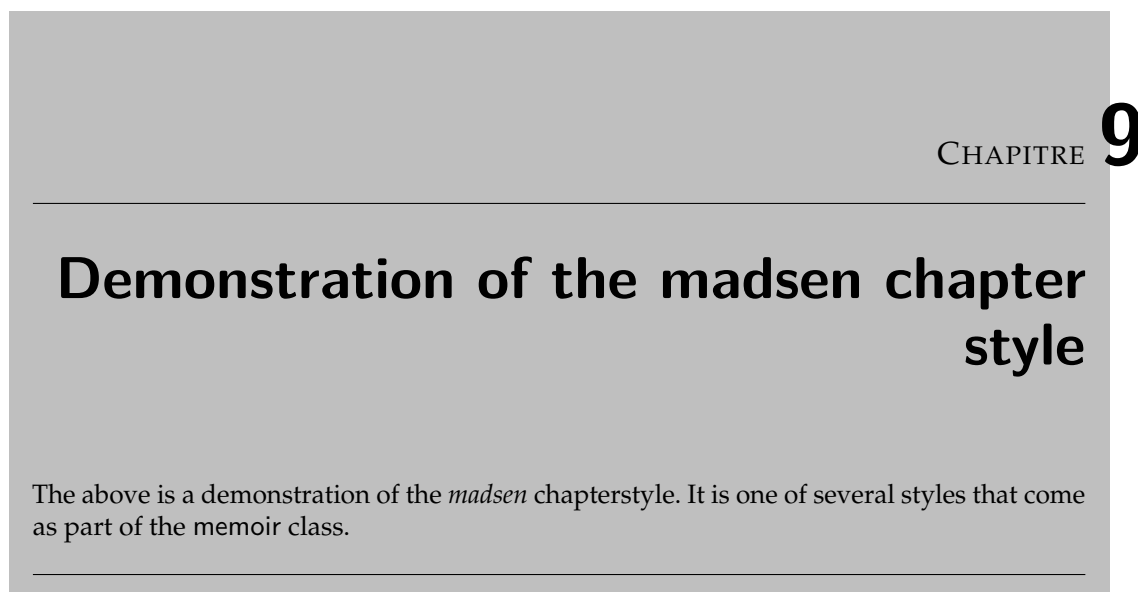 CHAPITRE 9
Demonstration of the madsen chapter
style
The above is a demonstration of the madsen chapterstyle. It is one of several styles that come
as part of the memoir class.